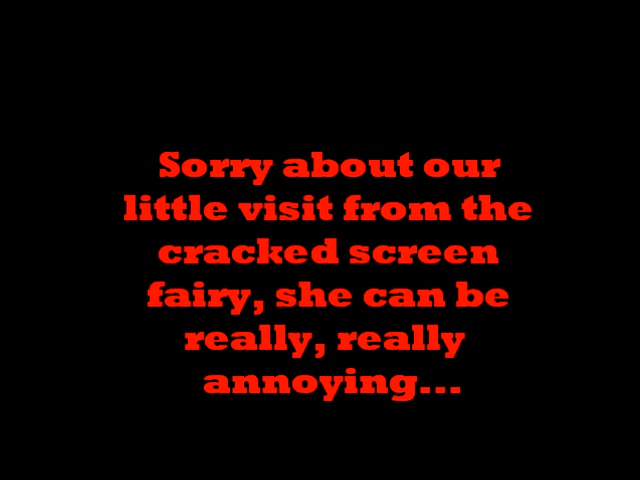 Sorry about our
little visit from the
cracked screen
fairy, she can be
really, really
annoying...